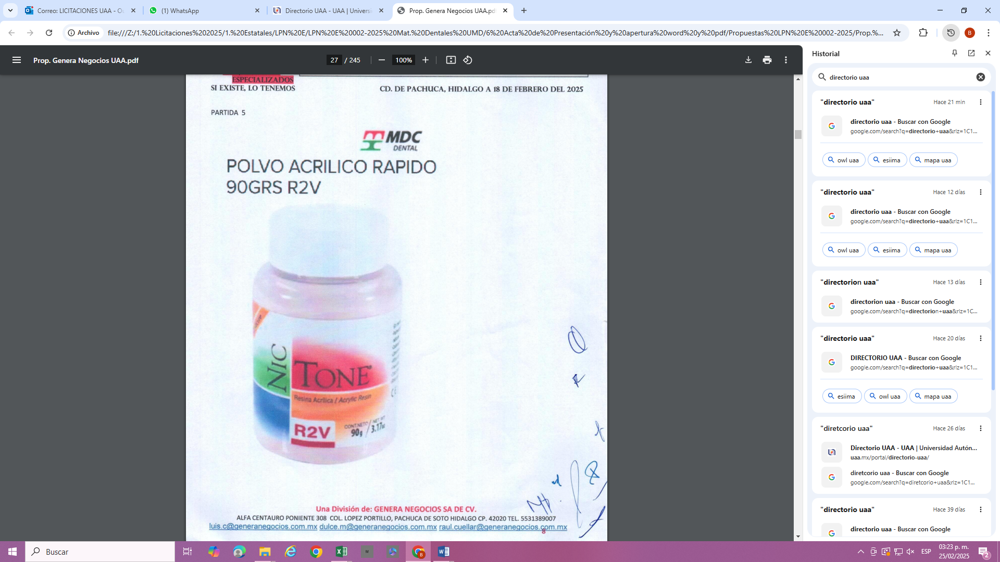 Correo: LICITACIONES UAA - Ou
(1) WhatsApp
Directorio UAA - UAA | Universi
Prop. Genera Negocios UAA.pdf
Archivo
file:///Z:/1.%20Licitaciones%202025/1.%20Estatales/LPN%20E/LPN%20E%20002-2025%20Mat.%20Dentales%20UMD/6%20Acta%20de%20Presentación%20y%20apertura%20word%20y%20pdf/Propuestas%20LPN%20E%20002-2025/Prop.%...
B
Prop. Genera Negocios UAA.pdf
27 / 245
100%
ESPECIALIZADOS
SI EXISTE, LO TENEMOS
CD. DE PACHUCA, HIDALGO A 18 DE FEBRERO DEL 2025
PARTIDA 5
MDC
DENTAL
POLVO ACRILICO RAPIDO
90GRS R2V
NIC
TONE
Resina Acrílica / Acrylic Resin
R2V
CONT.NETO / NET WT
90g / 3.17oz
Una División de: GENERA NEGOCIOS SA DE CV.
ALFA CENTAURO PONIENTE 308 COL. LOPEZ PORTILLO, PACHUCA DE SOTO HIDALGO CP. 42020 TEL. 5531389007
luis.c@generanegocios.com.mx dulce.m@generanegocios.com.mx raul.cuellar@generanegocios.com.mx
8
Historial
directorio uaa
"directorio uaa"
Hace 21 min
directorio uaa - Buscar con Google
google.com/search?q=directorio+uaa&rlz=1C1...
owl uaa
esiima
mapa uaa
"directorio uaa"
Hace 12 días
directorio uaa - Buscar con Google
google.com/search?q=directorio+uaa&rlz=1C1...
owl uaa
esiima
mapa uaa
"directorion uaa"
Hace 13 días
directorion uaa - Buscar con Google
google.com/search?q=directorion+uaa&rlz=1C...
"directorio uaa"
Hace 20 días
DIRECTORIO UAA - Buscar con Google
google.com/search?q=directorio+uaa&rlz=1C1...
esiima
owl uaa
mapa uaa
"diretcorio uaa"
Hace 26 días
Directorio UAA - UAA | Universidad Autón...
uaa.mx/portal/directorio-uaa/
diretcorio uaa - Buscar con Google
google.com/search?q=diretcorio+uaa&rlz=1C1...
"directorio uaa"
Hace 39 días
directorio uaa - Buscar con Google
Buscar
ESP
03:23 p. m.
25/02/2025
2